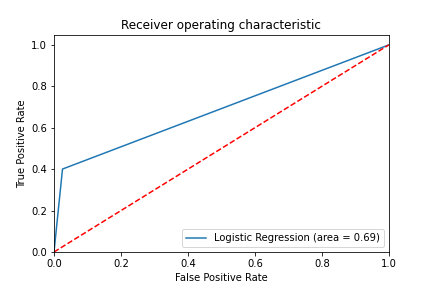 Receiver operating characteristic
1.0
0.8
0.6
0.4
0.2
0.0
True Positive Rate
Logistic Regression (area = 0.69)
0.0 0.2 0.4 0.6 0.8 1.0
False Positive Rate